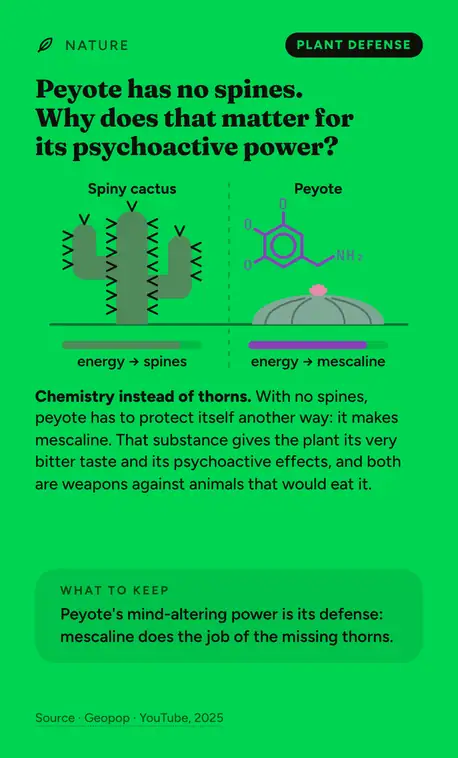 NATURE
PLANT DEFENSE
Peyote has no spines.
Why does that matter for
its psychoactive power?
Spiny cactus
Peyote
O
O
O
NH₂
energy → spines
energy → mescaline
Chemistry instead of thorns. With no spines,
peyote has to protect itself another way: it makes
mescaline. That substance gives the plant its very
bitter taste and its psychoactive effects, and both
are weapons against animals that would eat it.
WHAT TO KEEP
Peyote's mind-altering power is its defense:
mescaline does the job of the missing thorns.
Source · Geopop · YouTube, 2025